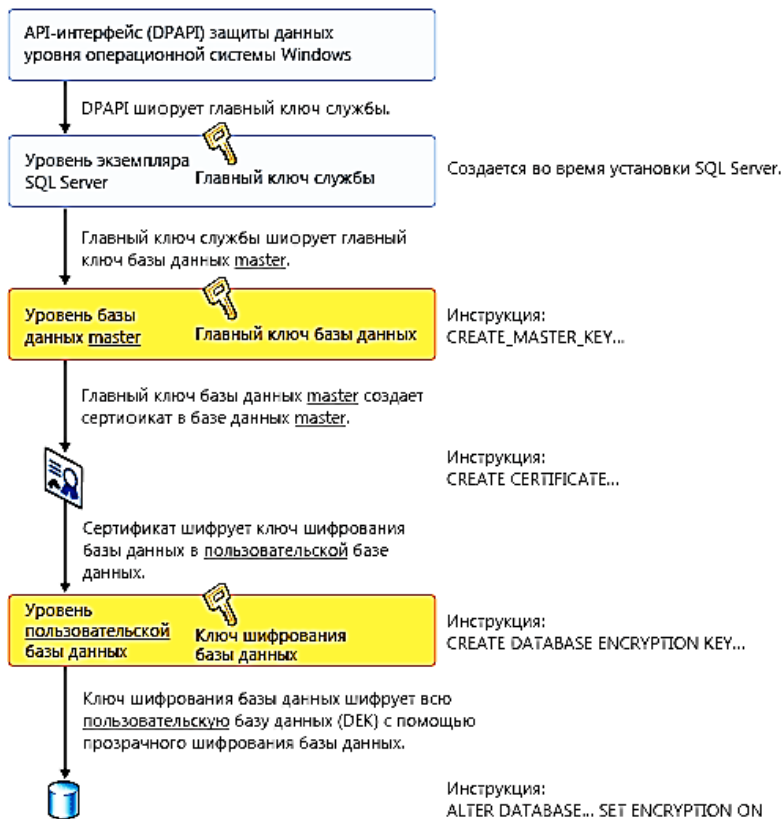 API-интерфейс (DPAPI) защиты данных
уровня операционной системы Windows
DPAPI шиорует главный ключ службы.
Уровень экземпляра
SQL Server
Главный ключ службы
Создается во время установки SQL Server.
Главный ключ службы шиорует главный
ключ базы данных master.
Уровень базы
данных master
Главный ключ базы данных
Инструкция:
CREATE_MASTER_KEY...
Главный ключ базы данных master создает
сертиоикат в базе данных master.
Инструкция:
CREATE CERTIFICATE...
Сертификат шифрует ключ шифрования
базы данных в пользовательской базе
данных.
Уровень
пользовательской
базы данных
Ключ шифрования
базы данных
Инструкция:
CREATE DATABASE ENCRYPTION KEY...
Ключ шифрования базы данных шифрует всю
пользовательскую базу данных (DEK) с помощью
прозрачного шифрования базы данных.
Инструкция:
ALTER DATABASE... SET ENCRYPTION ON